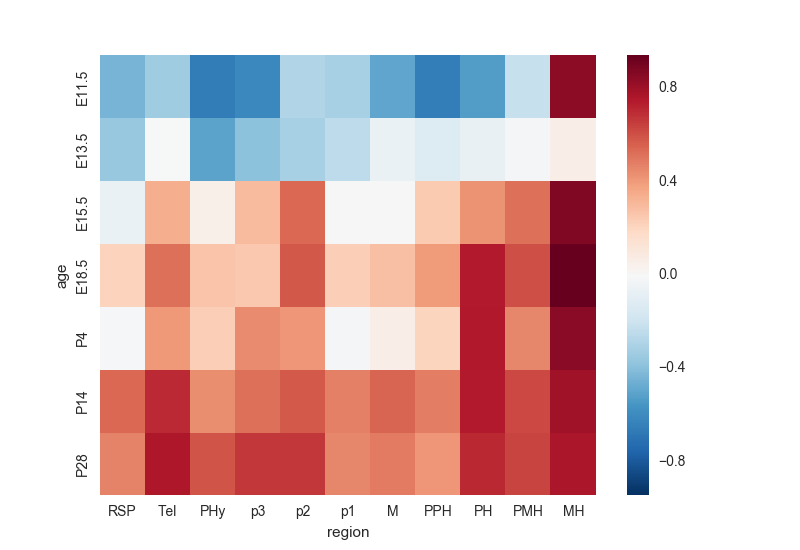 E11.5
E13.5
E15.5
E18.5
P4
P14
P28
age
RSP Tel PHy p3 p2 p1 M PPH PH PMH MH
region
0.8
0.4
0.0
−0.4
−0.8